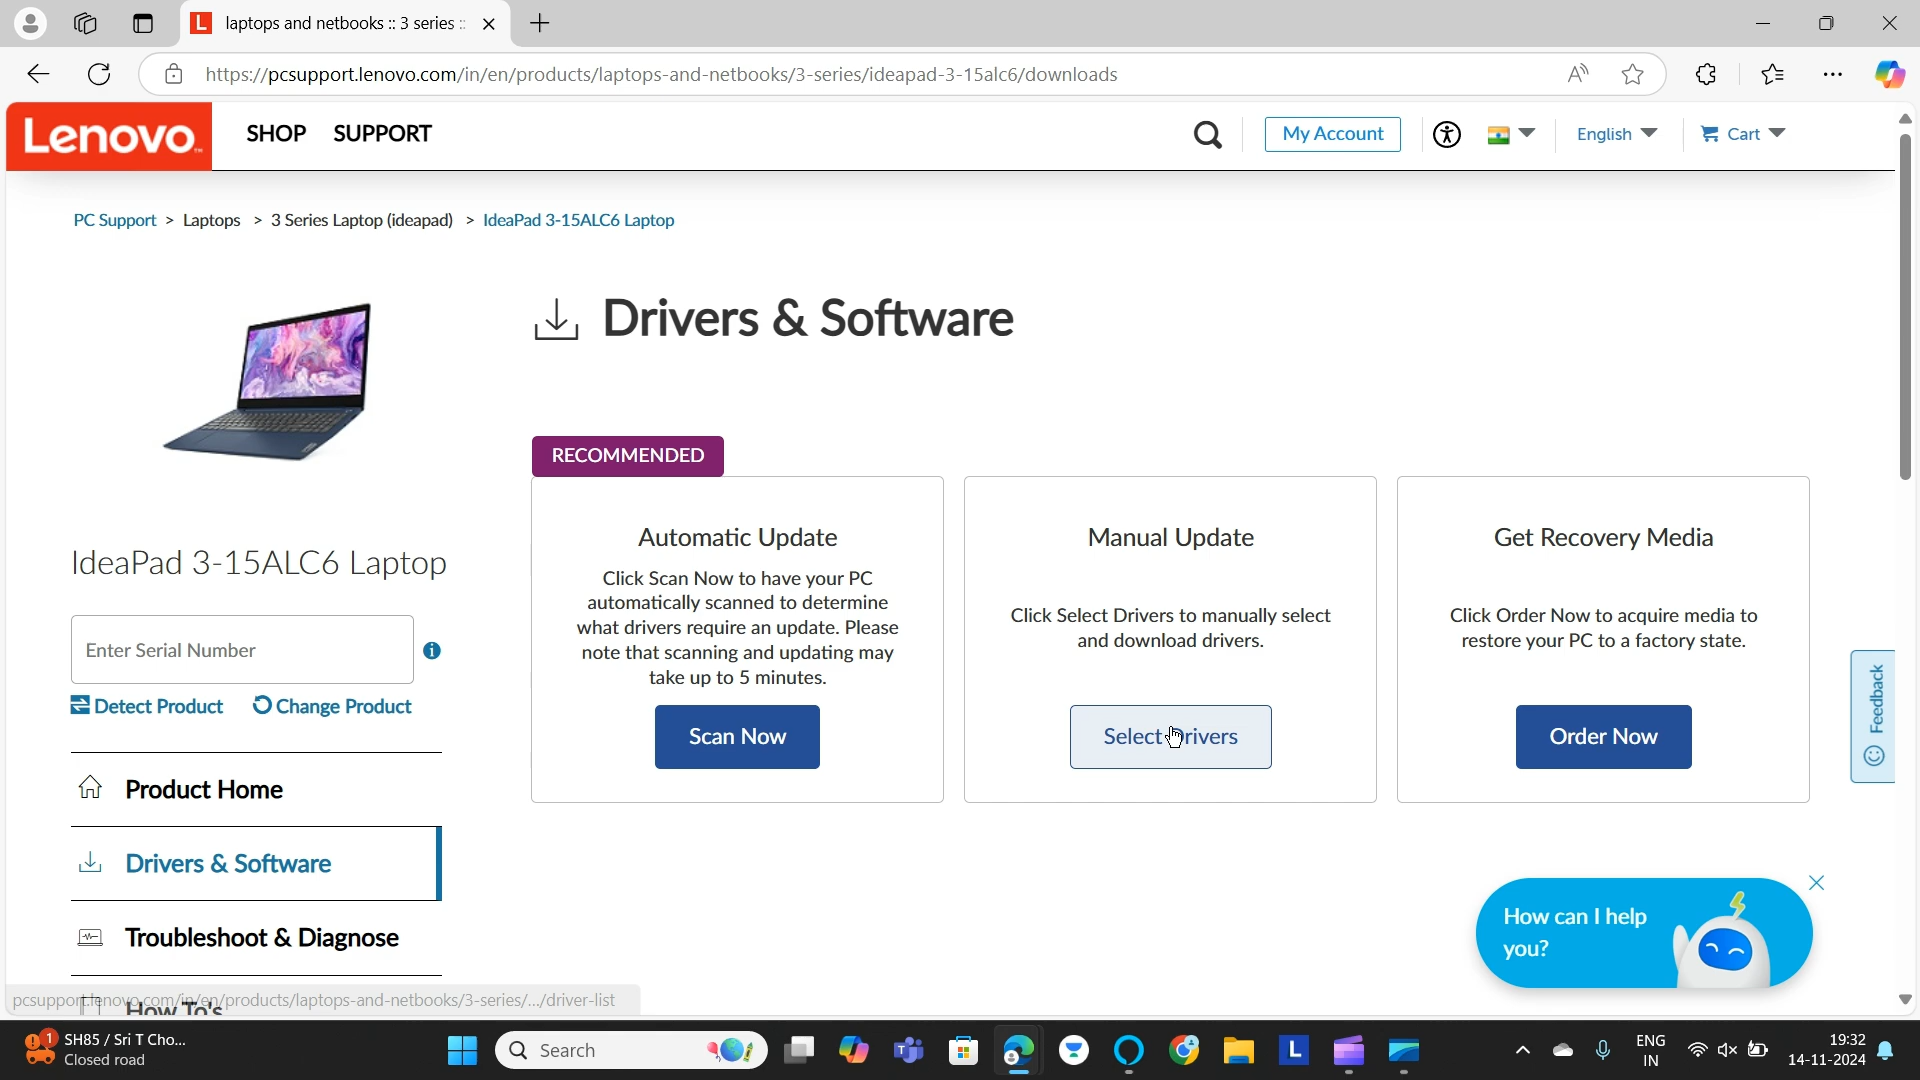 laptops and netbooks :: 3 series ::
https://pcsupport.lenovo.com/in/en/products/laptops-and-netbooks/3-series/ideapad-3-15alc6/downloads
Lenovo
SHOP SUPPORT
My Account
English
Cart
PC Support > Laptops > 3 Series Laptop (ideapad) > IdeaPad 3-15ALC6 Laptop
Drivers & Software
IdeaPad 3-15ALC6 Laptop
Enter Serial Number
Detect Product Change Product
Product Home
Drivers & Software
Troubleshoot & Diagnose
How To's
RECOMMENDED
Automatic Update
Click Scan Now to have your PC
automatically scanned to determine
what drivers require an update. Please
note that scanning and updating may
take up to 5 minutes.
Scan Now
Manual Update
Click Select Drivers to manually select
and download drivers.
Select Drivers
Get Recovery Media
Click Order Now to acquire media to
restore your PC to a factory state.
Order Now
Feedback
How can I help
you?
pcsupport.lenovo.com/in/en/products/laptops-and-netbooks/3-series/.../driver-list
1
SH85 / Sri T Cho...
Closed road
Search
ENG
IN
19:32
14-11-2024